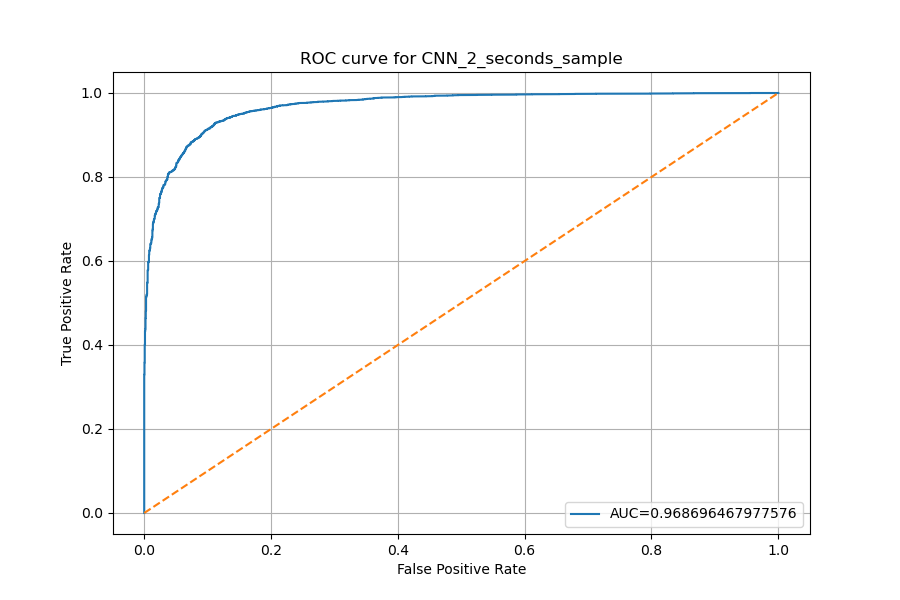 ROC curve for CNN_2_seconds_sample
True Positive Rate
1.0
0.8
0.6
0.4
0.2
0.0
AUC=0.968696467977576
0.0 0.2 0.4 0.6 0.8 1.0
False Positive Rate